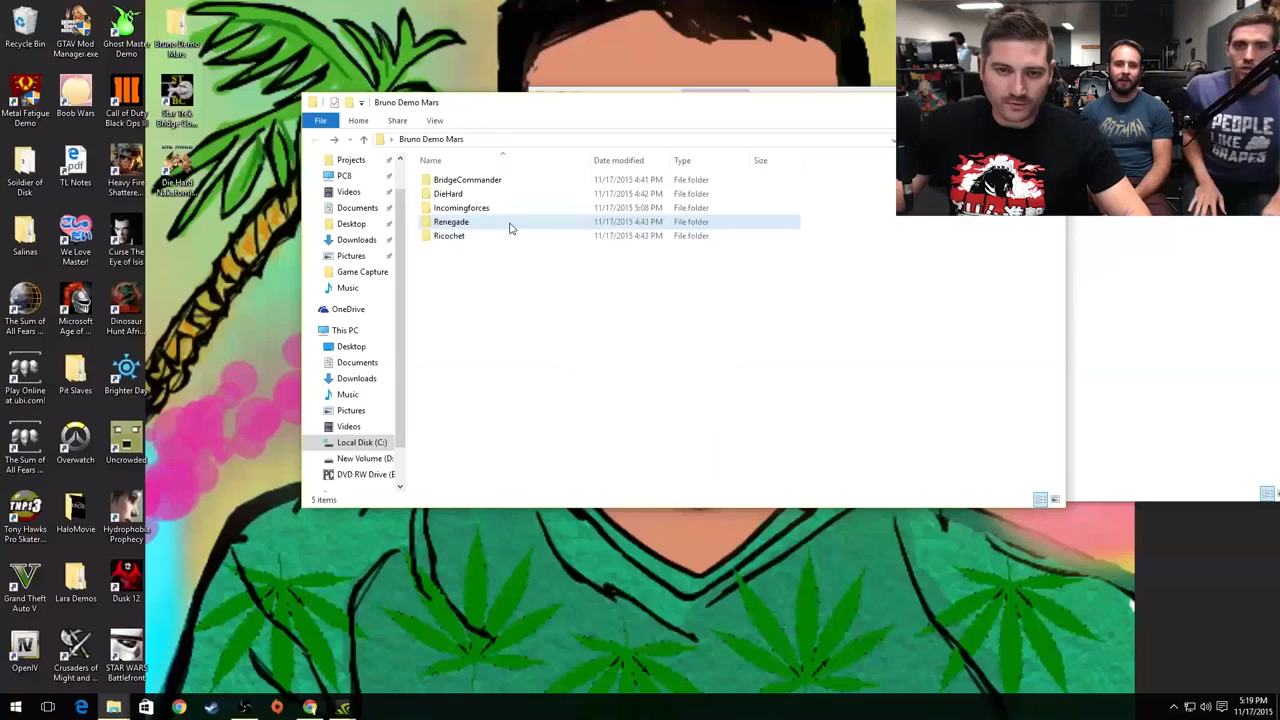 Recycle Bin
GTAV Mod Manager.exe
Ghost Master Demo
Bruno Demo Mars
Metal Fatigue
Blob Wars
Call of Duty Black Ops III
Star Trek Bridge Co...
TL Notes
Heavy Fire Shattere...
Die Hard Nakatomi...
Salinas
We Love Master!
Curse The Eye of Isis
The Sum of All Fears ...
Microsoft Age of ...
Dinosaur Hunt Afri...
Play Online at ubi.com!
Pit Spares
Brighter Day
The Sum of All Fears ...
Overwatch
Uncrowded
Tony Hawks Pro Skater...
HaloMovie
Hydrophobia Prophecy
Grand Theft Auto V
Lara Demos
Dusk 12
OpenIV
Crusaders of Might and ...
STAR WARS Battlefront
Bruno Demo Mars
File
Home
Share
View
Bruno Demo Mars
Name
Date modified
Type
Size
BridgeCommander 11/17/2015 4:41 PM File folder
DieHard 11/17/2015 4:42 PM File folder
Incomingforces 11/17/2015 5:08 PM File folder
Renegade 11/17/2015 4:43 PM File folder
Ricochet 11/17/2015 4:43 PM File folder
Projects
PC8
Videos
Documents
Desktop
Downloads
Pictures
Game Capture
Music
OneDrive
This PC
Desktop
Documents
Downloads
Music
Pictures
Videos
Local Disk (C:)
New Volume (D:
DVD RW Drive (E
5 items
PEOPLE
LIKE
GRAPES
5:19 PM
11/17/2015